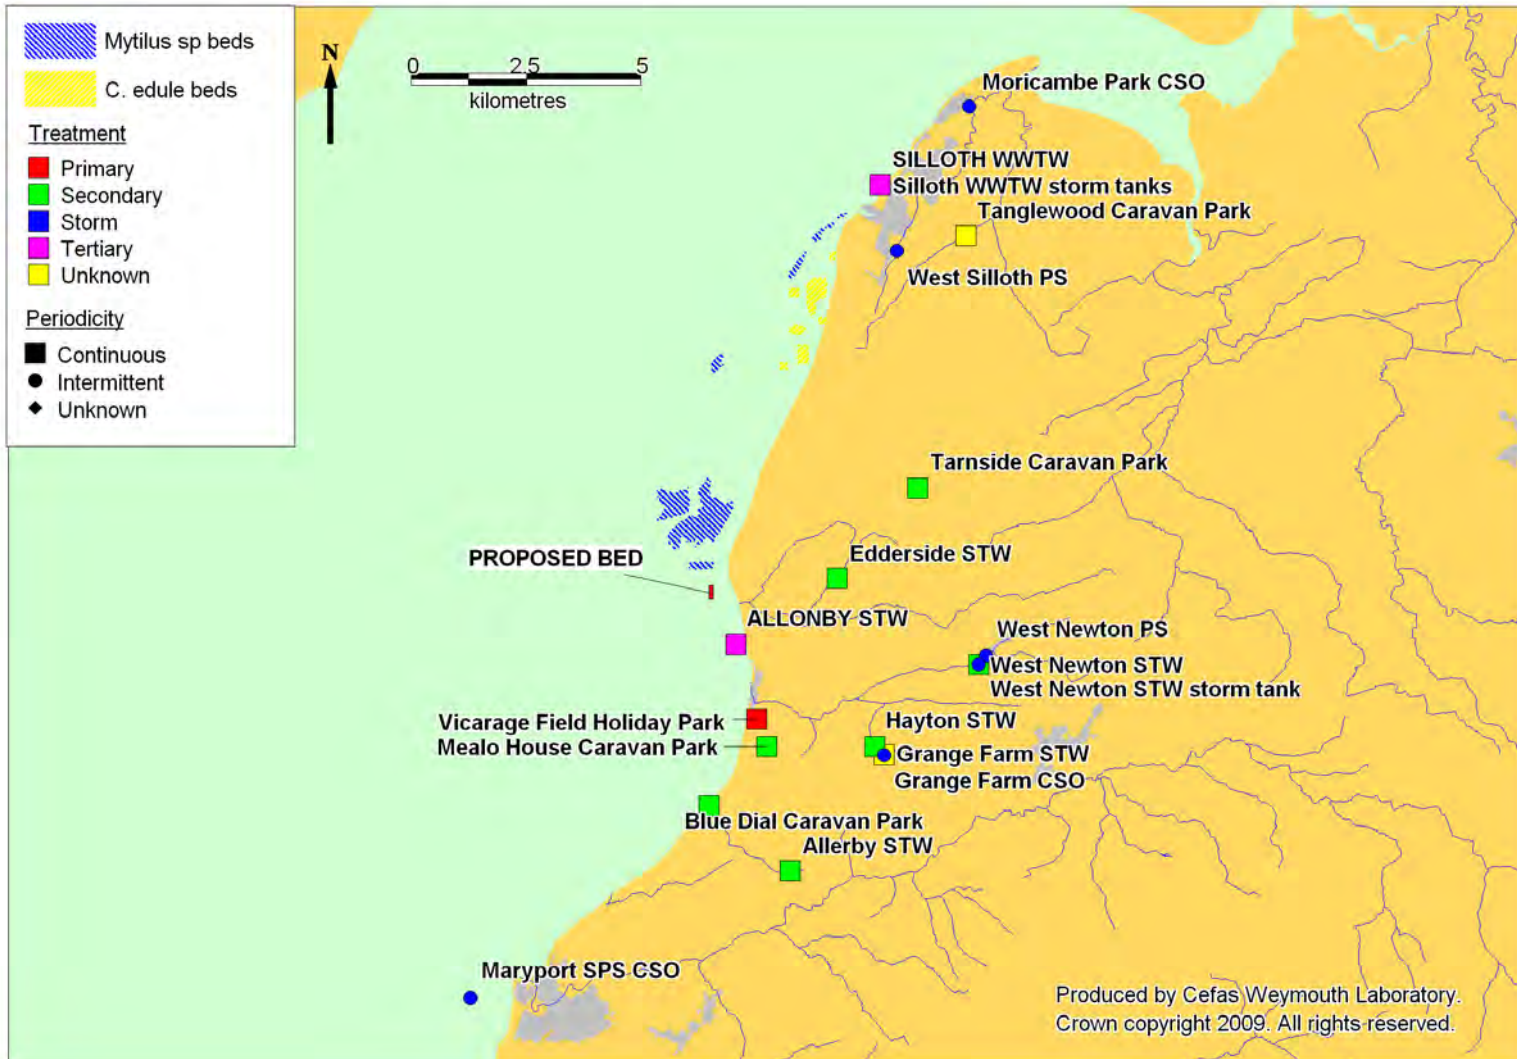 Mytilus sp beds
C. edule beds
Treatment
Primary
Secondary
Storm
Tertiary
Unknown
Periodicity
Continuous
Intermittent
Unknown
N
0 2.5 5
kilometres
Moricambe Park CSO
SILLOTH WWTW
Silloth WWTW storm tanks
Tanglewood Caravan Park
West Silloth PS
Tarnside Caravan Park
Edderside STW
PROPOSED BED
ALLONBY STW
West Newton PS
West Newton STW
West Newton STW storm tank
Vicarage Field Holiday Park
Mealo House Caravan Park
Hayton STW
Grange Farm STW
Grange Farm CSO
Blue Dial Caravan Park
Allerby STW
Maryport SPS CSO
Produced by Cefas Weymouth Laboratory.
Crown copyright 2009. All rights reserved.